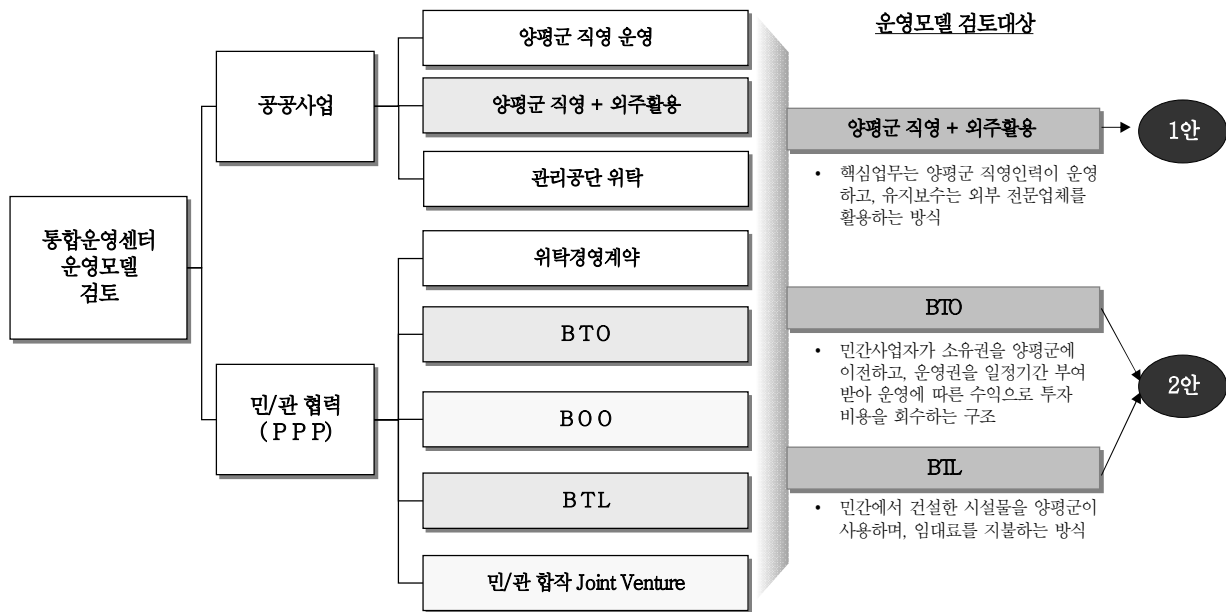 통합운영센터
운영모델
검토
공공사업
민/관 협력
( P P P)
양평군 직영 운영
양평군 직영 + 외주활용
관리공단 위탁
위탁경영계약
B T O
B O O
B T L
민/관 합작 Joint Venture
운영모델 검토대상
양평군 직영 + 외주활용
1안
• 핵심업무는 양평군 직영인력이 운영
하고, 유지보수는 외부 전문업체를
활용하는 방식
BTO
• 민간사업자가 소유권을 양평군에
이전하고, 운영권을 일정기간 부여
받아 운영에 따른 수익으로 투자
비용을 회수하는 구조
2안
BTL
• 민간에서 건설한 시설물을 양평군이
사용하며, 임대료를 지불하는 방식